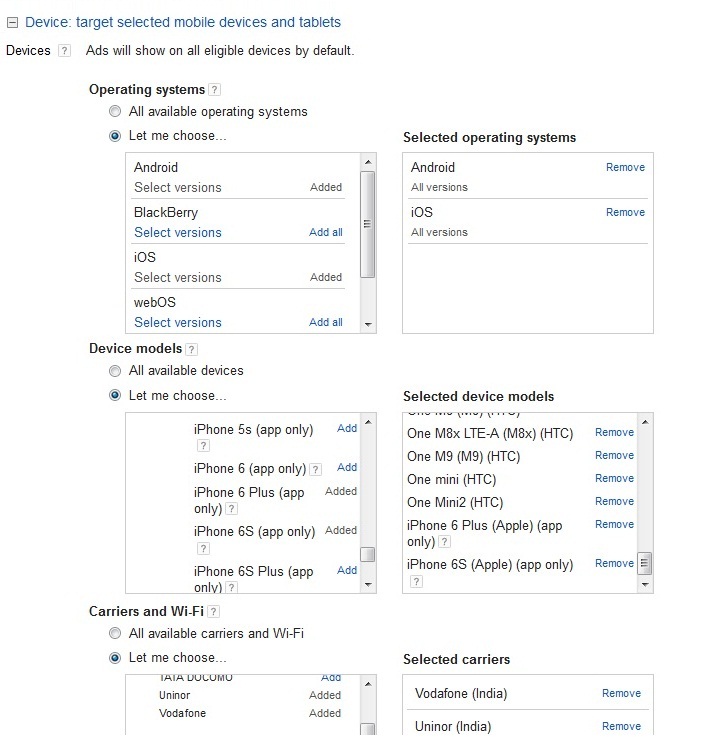 Device: target selected mobile devices and tablets
Devices ? Ads will show on all eligible devices by default.
Operating systems ?
All available operating systems
Let me choose...
Selected operating systems
Android
Select versions Added
BlackBerry
Select versions Add all
iOS
Select versions Added
webOS
Select versions Add all
Android Remove
All versions
iOS Remove
All versions
Device models ?
All available devices
Let me choose...
Selected device models
iPhone 5s (app only) Add
?
iPhone 6 (app only) ? Add
iPhone 6 Plus (app Added
only) ?
iPhone 6S (app only) Added
?
iPhone 6S Plus (app Add
only) ?
One M8x LTE-A (M8x) (HTC) Remove
One M9 (M9) (HTC) Remove
One mini (HTC) Remove
One Mini2 (HTC) Remove
iPhone 6 Plus (Apple) (app Remove
only) ?
iPhone 6S (Apple) (app only) Remove
?
Carriers and Wi-Fi ?
All available carriers and Wi-Fi
Let me choose...
Selected carriers
TATA DOCOMO Add
Uninor Added
Vodafone Added
Vodafone (India) Remove
Uninor (India) Remove